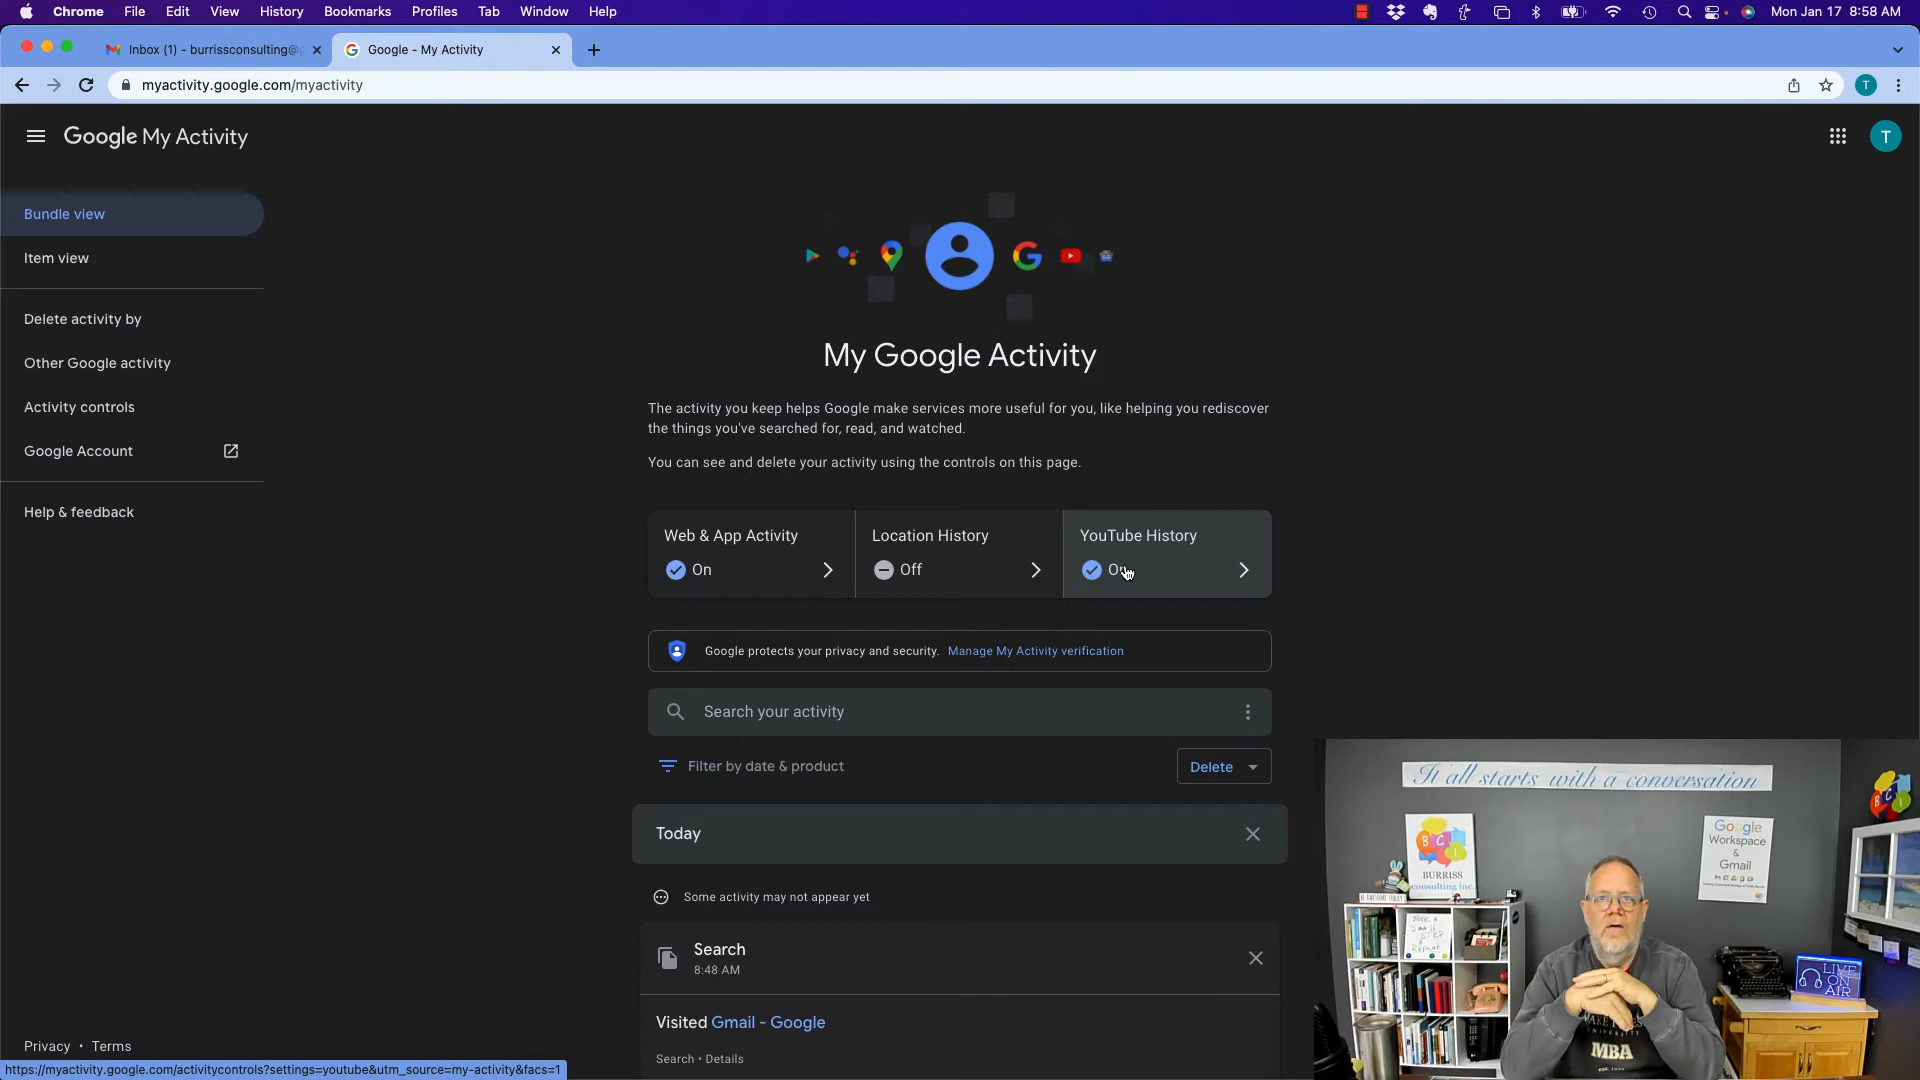 Chrome File Edit View History Bookmarks Profiles Tab Window Help
Mon Jan 17 8:58 AM
Inbox (1) - burrissconsulting@
Google - My Activity
myactivity.google.com/myactivity
T
Google My Activity
T
Bundle view
Item view
Delete activity by
Other Google activity
Activity controls
Google Account
Help & feedback
My Google Activity
The activity you keep helps Google make services more useful for you, like helping you rediscover
the things you've searched for, read, and watched.
You can see and delete your activity using the controls on this page.
Web & App Activity
On
Location History
Off
YouTube History
On
Google protects your privacy and security. Manage My Activity verification
Search your activity
Filter by date & product
Delete
Today
Some activity may not appear yet
Search
8:48 AM
Visited Gmail - Google
Search • Details
Privacy • Terms
https://myactivity.google.com/activitycontrols?settings=youtube&utm_source=my-activity&facs=1
It all starts with a conversation
B C I
BURRISS
consulting inc.
Google
Workspace
&
Gmail
BE AWESOME TODAY
BCI
LIVE
ON
AIR
WAKE FOREST
UNIVERSITY
MBA